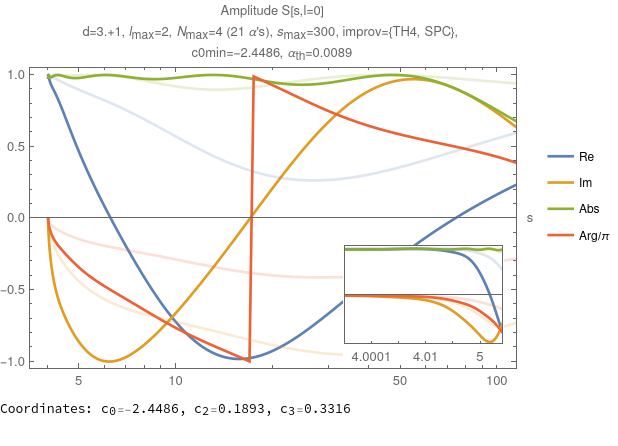 Amplitude S[s,l=0]
d=3.+1, lmax=2, Nmax=4 (21 α's), smax=300, improv={TH4, SPC},
c0min=−2.4486, αth=0.0089
1.0
0.5
0.0
−0.5
−1.0
5
10
50
100
s
Re
Im
Abs
Arg/π
4.0001
4.01
5
Coordinates: c0=-2.4486, c2=0.1893, c3=0.3316